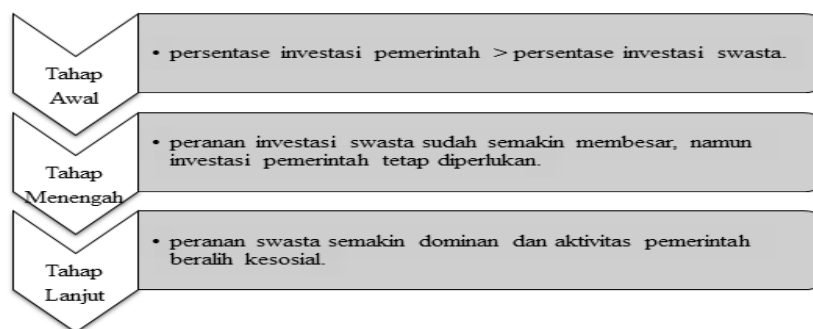 Tahap
Awal
• persentase investasi pemerintah > persentase investasi swasta.
Tahap
Menengah
• peranan investasi swasta sudah semakin membesar, namun
investasi pemerintah tetap diperlukan.
Tahap
Lanjut
• peranan swasta semakin dominan dan aktivitas pemerintah
beralih kesosial.